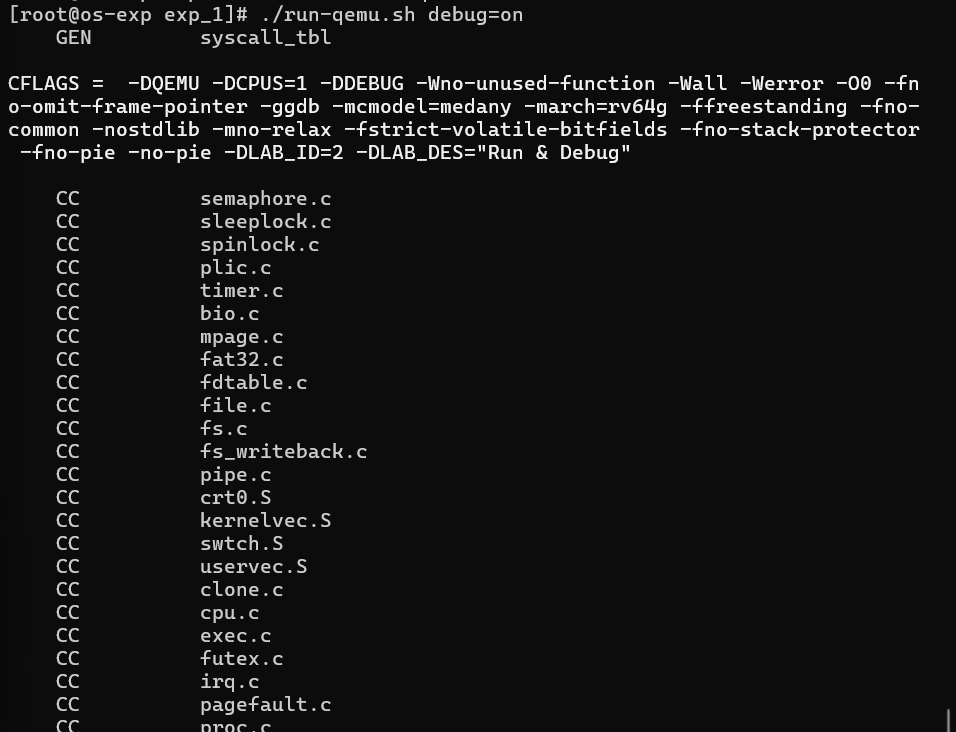 [root@os-exp exp_1]# ./run-qemu.sh debug=on
GEN syscall_tbl
CFLAGS = -DQEMU -DCPUS=1 -DDEBUG -Wno-unused-function -Wall -Werror -O0 -fn
o-omit-frame-pointer -ggdb -mcmodel=medany -march=rv64g -ffreestanding -fno-
common -nostdlib -mno-relax -fstrict-volatile-bitfields -fno-stack-protector
-fno-pie -no-pie -DLAB_ID=2 -DLAB_DES="Run & Debug"
CC semaphore.c
CC sleeplock.c
CC spinlock.c
CC plic.c
CC timer.c
CC bio.c
CC mpage.c
CC fat32.c
CC fdtable.c
CC file.c
CC fs.c
CC fs_writeback.c
CC pipe.c
CC crt0.S
CC kernelvec.S
CC swtch.S
CC uservec.S
CC clone.c
CC cpu.c
CC exec.c
CC futex.c
CC irq.c
CC pagefault.c
CC proc.c